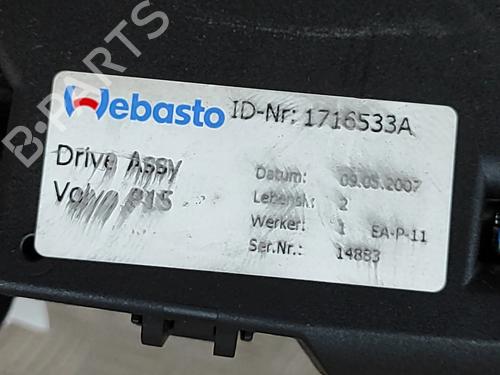 Webasto ID-Nr: 1716533A
Drive Assy
Volvo P15
Datum: 09.05.2007
Lebensk: 2
Werker: 1 EA-P-11
Ser.Nr.: 14883
B-PARTS